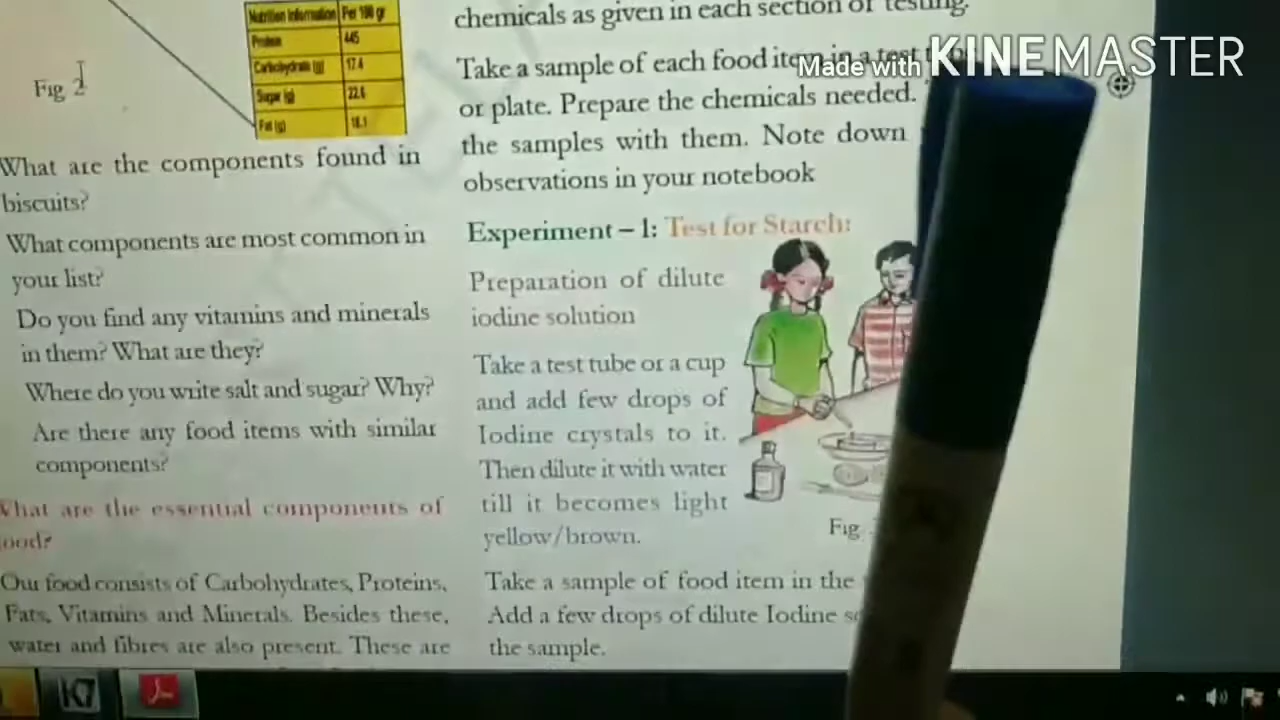 Nutrition Information Per 100 gr
Protein 445
Carbohydrate (g) 17.4
Sugar (g) 22.6
Fat (g) 18.1
Fig 2
What are the components found in
biscuits?
What components are most common in
your list?
Do you find any vitamins and minerals
in them? What are they?
Where do you write salt and sugar? Why?
Are there any food items with similar
components?
What are the essential components of
food?
Our food consists of Carbohydrates, Proteins,
Fats, Vitamins and Minerals. Besides these,
water and fibres are also present. These are
chemicals as given in each section of testing.
Take a sample of each food item in a test
or plate. Prepare the chemicals needed.
the samples with them. Note down
observations in your notebook
Experiment – 1: Test for Starch:
Preparation of dilute
iodine solution
Take a test tube or a cup
and add few drops of
Iodine crystals to it.
Then dilute it with water
till it becomes light
yellow/brown.
Fig
Take a sample of food item in the
Add a few drops of dilute Iodine
the sample.
Made with KINEMASTER
K7